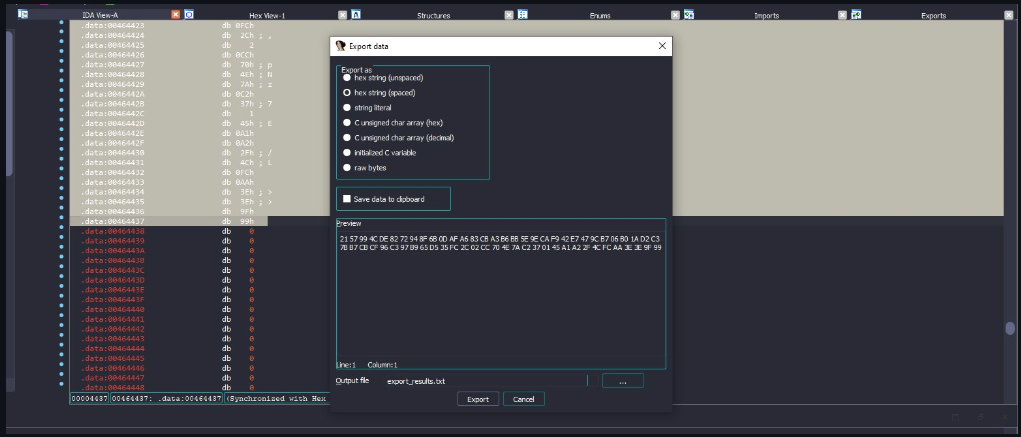 IDA View-A
Hex View-1
Structures
Enums
Imports
Exports
.data:00464423 db 0FCh
.data:00464424 db 2Ch ; ,
.data:00464425 db 2
.data:00464426 db 0CCh
.data:00464427 db 70h ; p
.data:00464428 db 4Eh ; N
.data:00464429 db 7Ah ; z
.data:0046442A db 0C2h
.data:0046442B db 37h ; 7
.data:0046442C db 1
.data:0046442D db 45h ; E
.data:0046442E db 0A1h
.data:0046442F db 0A2h
.data:00464430 db 2Fh ; /
.data:00464431 db 4Ch ; L
.data:00464432 db 0FCh
.data:00464433 db 0AAh
.data:00464434 db 3Eh ; >
.data:00464435 db 3Eh ; >
.data:00464436 db 9Fh
.data:00464437 db 99h
.data:00464438 db 0
.data:00464439 db 0
.data:0046443A db 0
.data:0046443B db 0
.data:0046443C db 0
.data:0046443D db 0
.data:0046443E db 0
.data:0046443F db 0
.data:00464440 db 0
.data:00464441 db 0
.data:00464442 db 0
.data:00464443 db 0
.data:00464444 db 0
.data:00464445 db 0
.data:00464446 db 0
.data:00464447 db 0
.data:00464448 db 0
00004437 00464437: .data:00464437 (Synchronized with Hex
Export data
Export as
hex string (unspaced)
hex string (spaced)
string literal
C unsigned char array (hex)
C unsigned char array (decimal)
initialized C variable
raw bytes
Save data to clipboard
Preview
21 57 99 4C DE 82 72 94 8F 6B 0D AF A6 83 CB A3 B6 BB 5E 9E CA F9 42 E7 47 9C B7 06 B0 1A D2 C3
7B B7 CB CF 96 C3 97 89 65 D5 35 FC 2C 02 CC 70 4E 7A C2 37 01 45 A1 A2 2F 4C FC AA 3E 3E 9F 99
Line:1 Column:1
Output file export_results.txt ...
Export Cancel